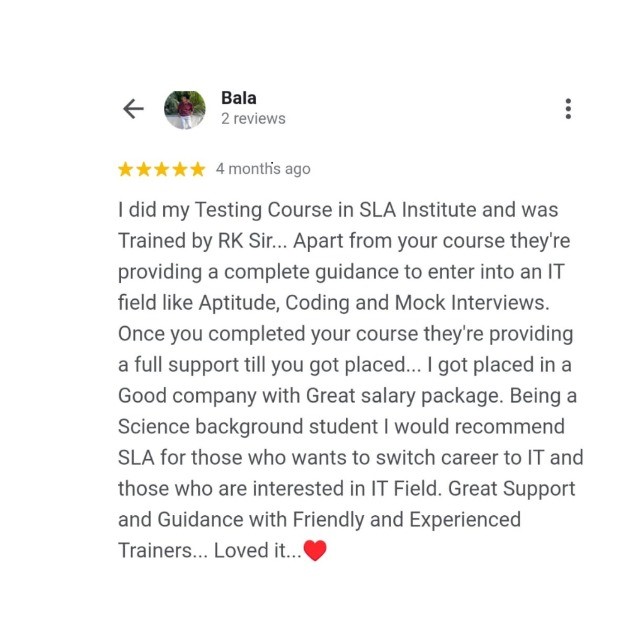 Bala
2 reviews
4 months ago
I did my Testing Course in SLA Institute and was
Trained by RK Sir... Apart from your course they're
providing a complete guidance to enter into an IT
field like Aptitude, Coding and Mock Interviews.
Once you completed your course they're providing
a full support till you got placed... I got placed in a
Good company with Great salary package. Being a
Science background student I would recommend
SLA for those who wants to switch career to IT and
those who are interested in IT Field. Great Support
and Guidance with Friendly and Experienced
Trainers... Loved it...❤️